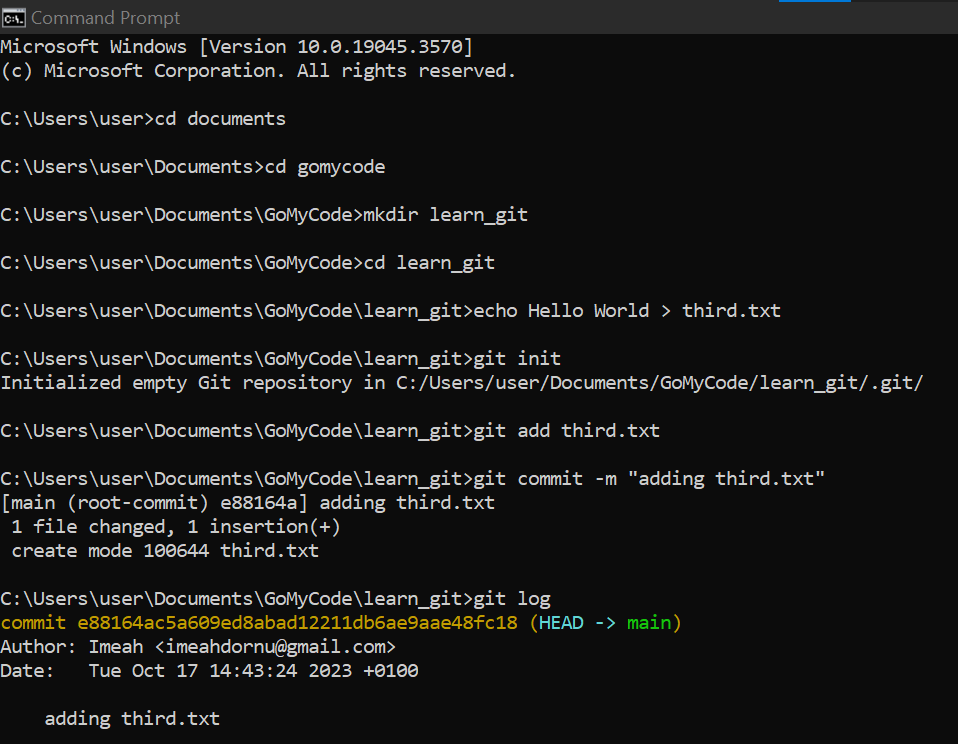 Command Prompt
Microsoft Windows [Version 10.0.19045.3570]
(c) Microsoft Corporation. All rights reserved.
C:\Users\user>cd documents
C:\Users\user\Documents>cd gomycode
C:\Users\user\Documents\GoMyCode>mkdir learn_git
C:\Users\user\Documents\GoMyCode>cd learn_git
C:\Users\user\Documents\GoMyCode\learn_git>echo Hello World > third.txt
C:\Users\user\Documents\GoMyCode\learn_git>git init
Initialized empty Git repository in C:/Users/user/Documents/GoMyCode/learn_git/.git/
C:\Users\user\Documents\GoMyCode\learn_git>git add third.txt
C:\Users\user\Documents\GoMyCode\learn_git>git commit -m "adding third.txt"
[main (root-commit) e88164a] adding third.txt
 1 file changed, 1 insertion(+)
 create mode 100644 third.txt
C:\Users\user\Documents\GoMyCode\learn_git>git log
commit e88164ac5a609ed8abad12211db6ae9aae48fc18 (HEAD -> main)
Author: Imeah <imeahdornu@gmail.com>
Date:   Tue Oct 17 14:43:24 2023 +0100
    adding third.txt